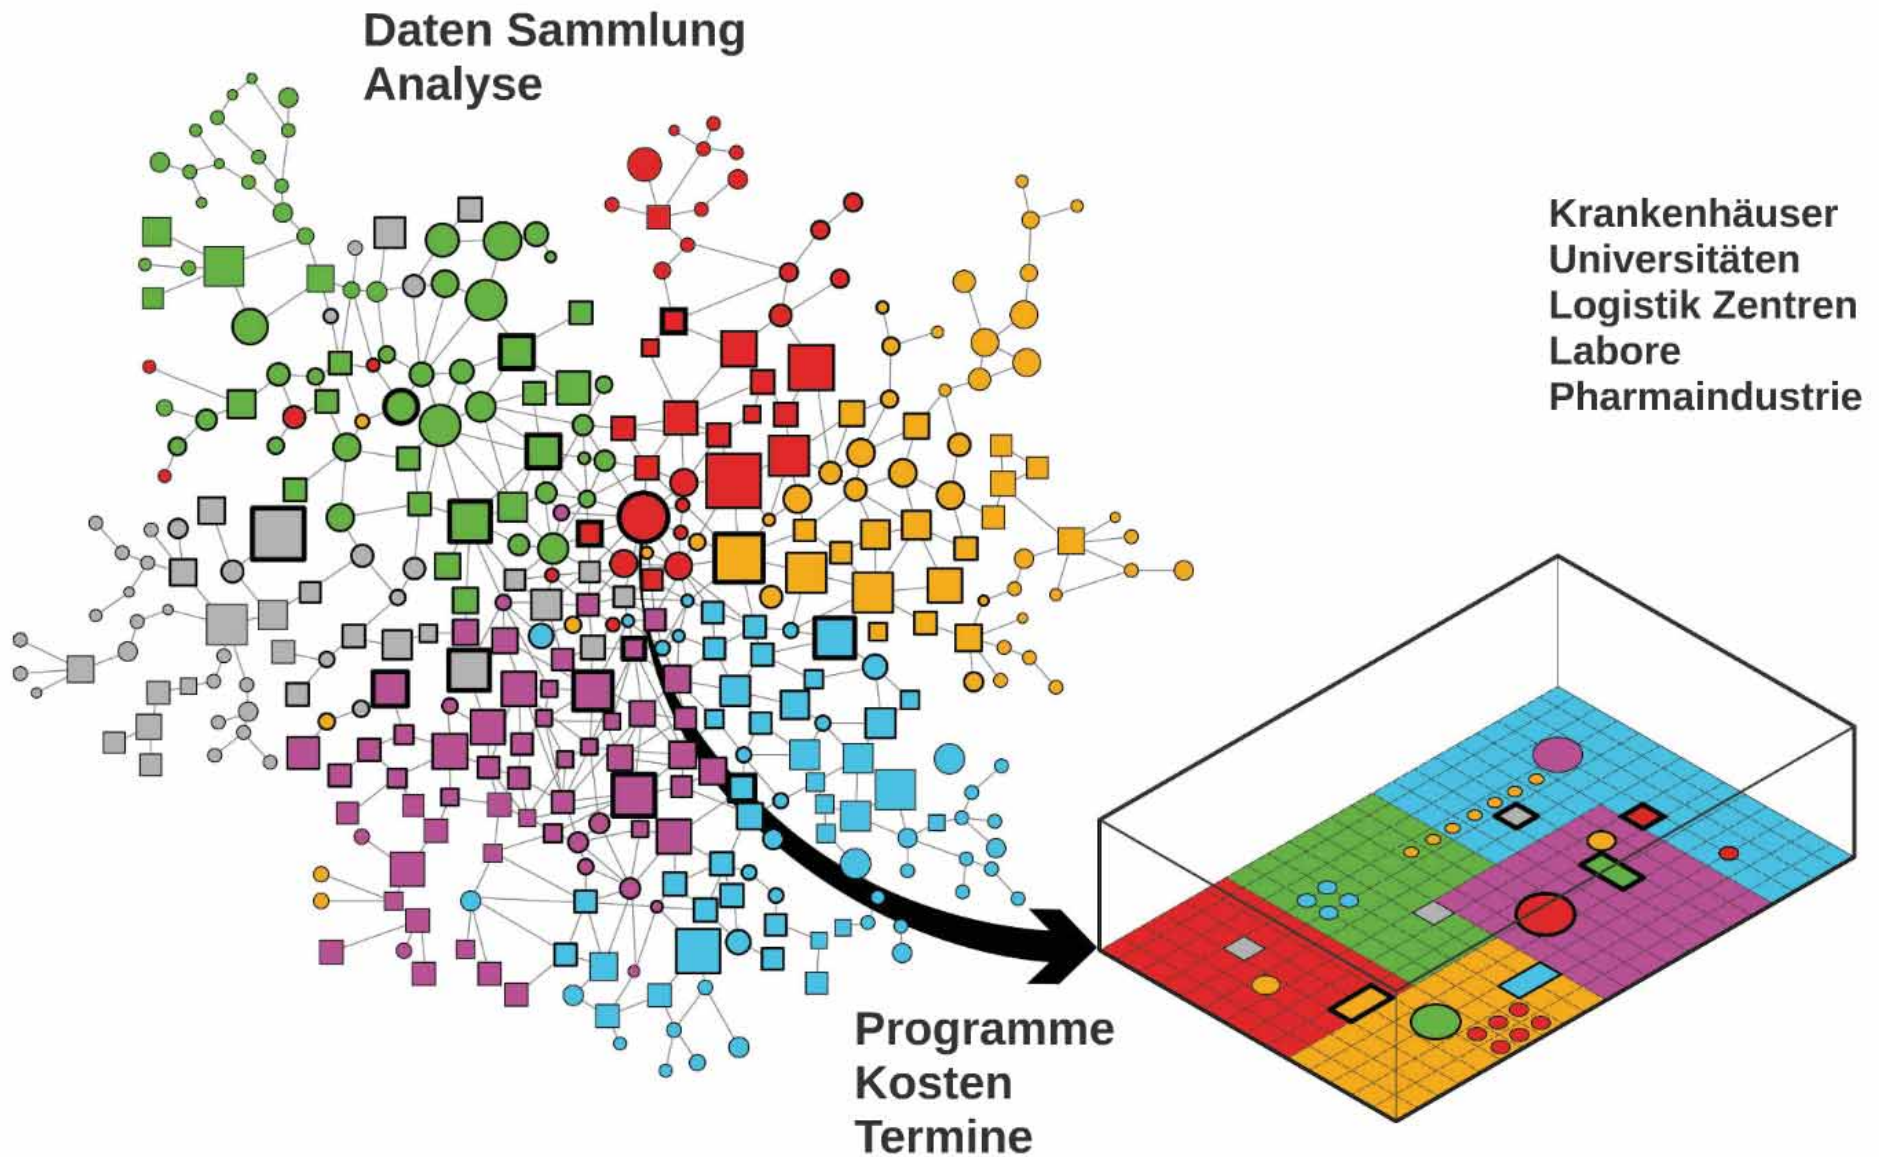 Daten Sammlung
Analyse
Krankenhäuser
Universitäten
Logistik Zentren
Labore
Pharmaindustrie
Programme
Kosten
Termine